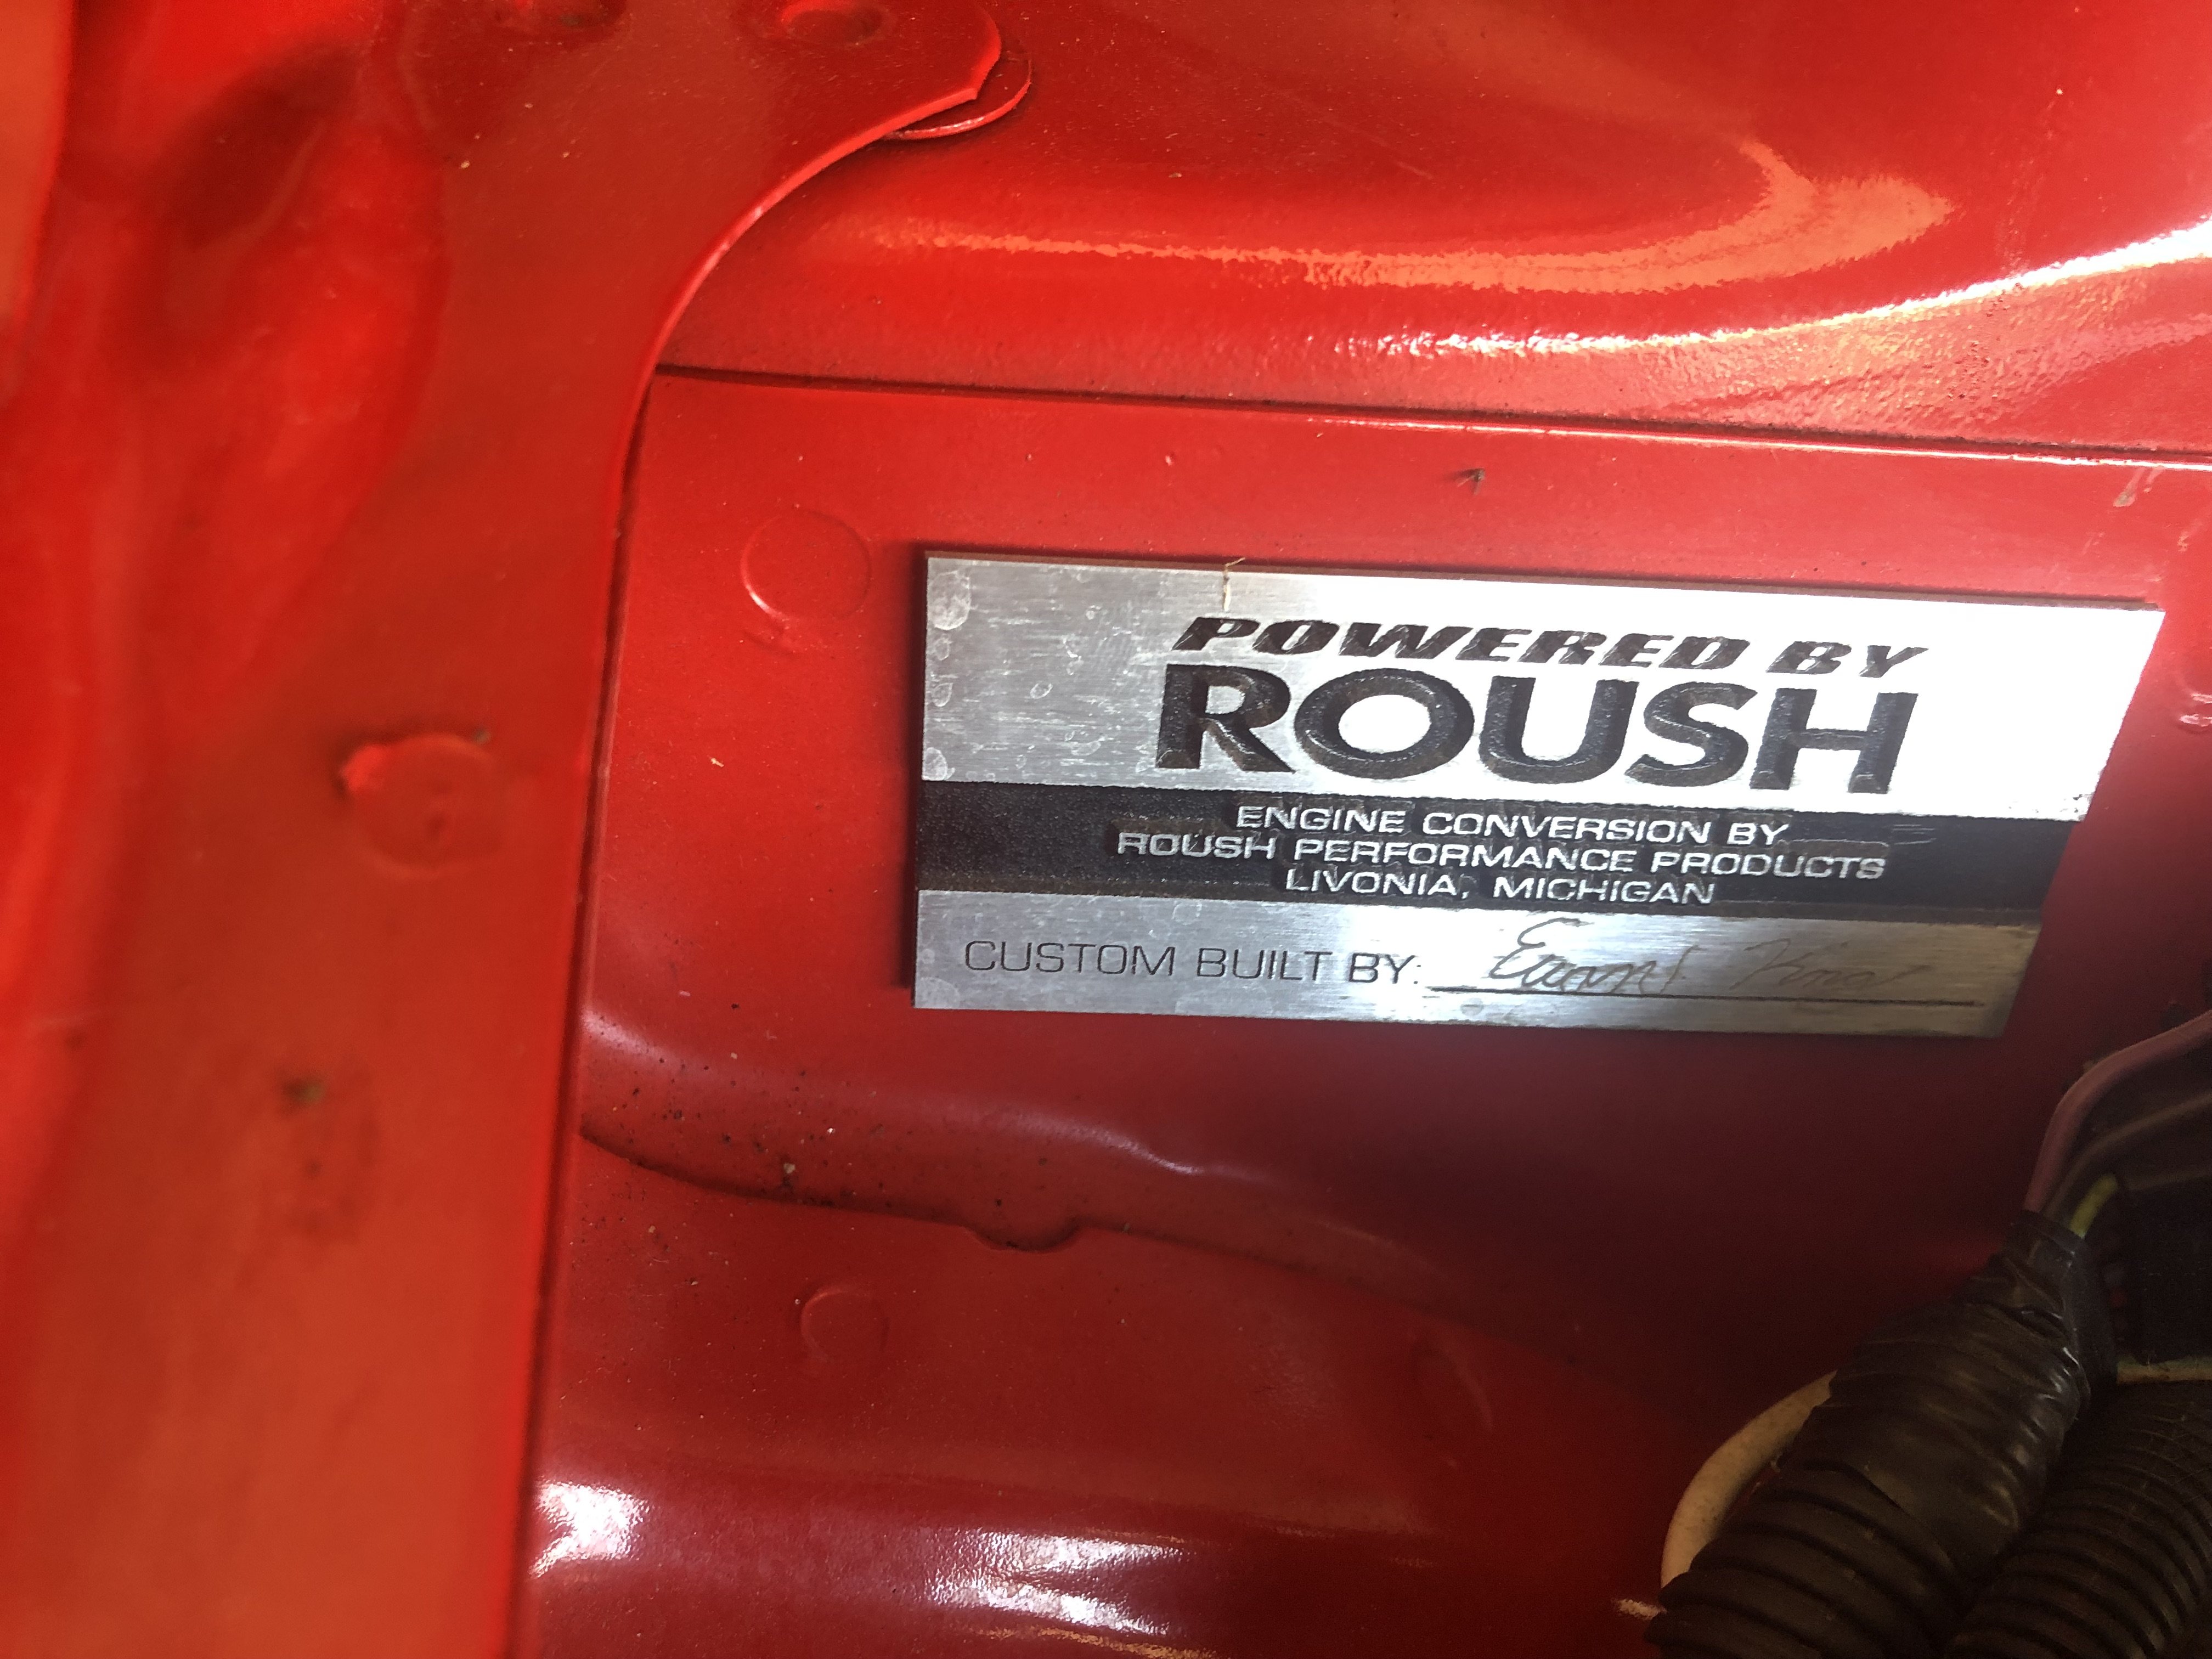 POWERED BY
ROUSH
ENGINE CONVERSION BY
ROUSH PERFORMANCE PRODUCTS
LIVONIA, MICHIGAN
CUSTOM BUILT BY: